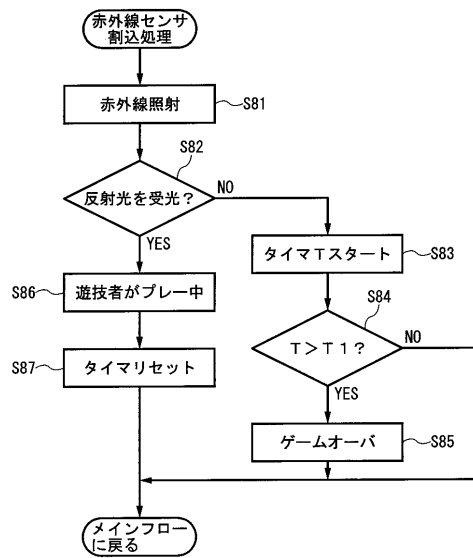 赤外線センサ
割込処理
赤外線照射
S81
S82
反射光を受光?
NO
YES
タイマTスタート
S83
S86
遊技者がプレー中
S84
T>T1?
NO
S87
タイマリセット
YES
ゲームオーバ
S85
メインフロー
に戻る